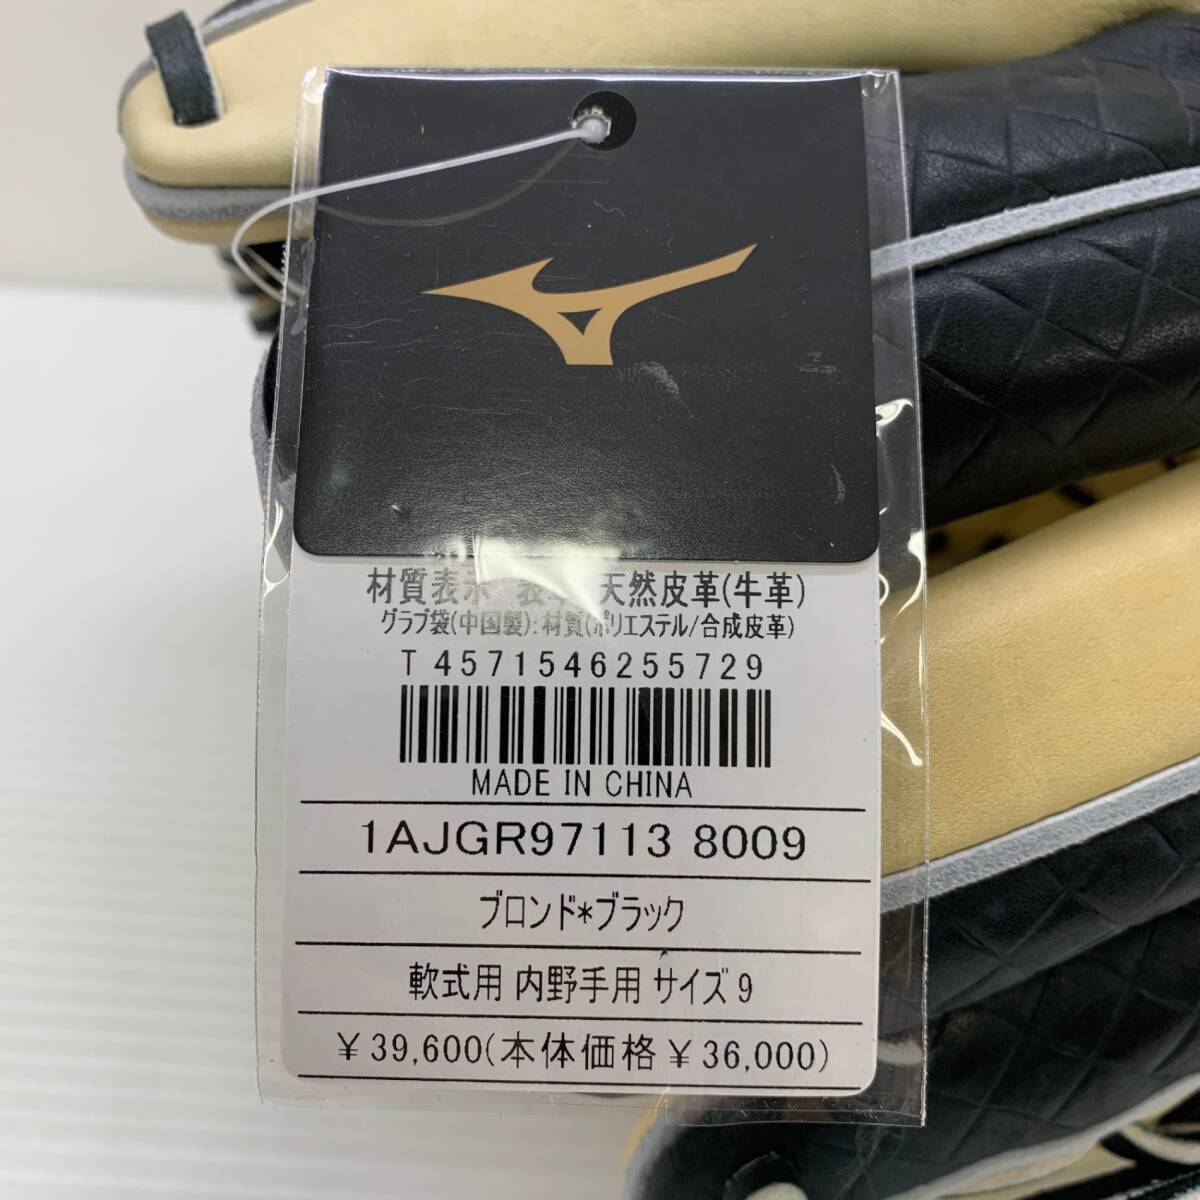 材質表示 表革：天然皮革(牛革)
グラブ袋(中国製):材質(ポリエステル/合成皮革)
T 4571546255729
MADE IN CHINA
1AJGR97113 8009
ブロンド*ブラック
軟式用 内野手用 サイズ 9
¥ 39,600(本体価格 ¥ 36,000)